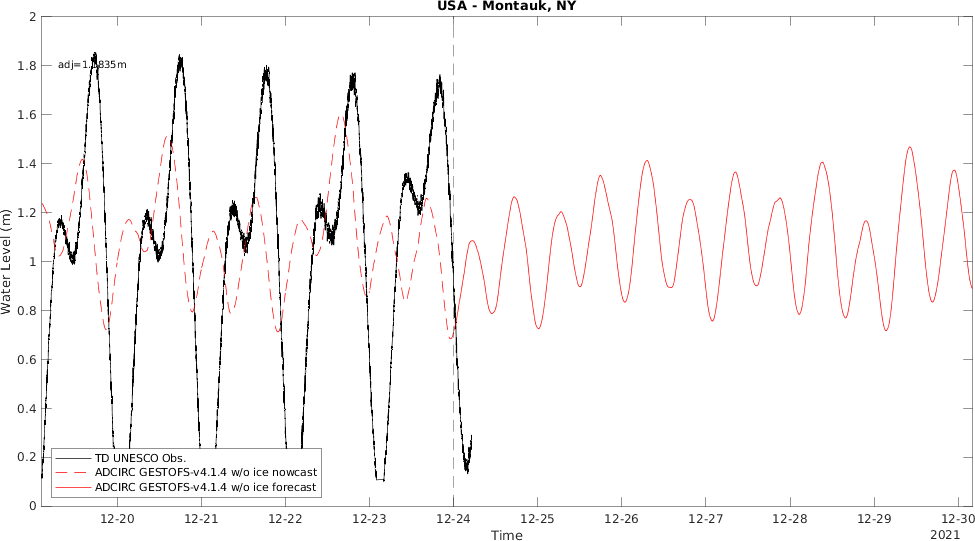 USA - Montauk, NY
2
1.8
1.6
1.4
1.2
1
0.8
0.6
0.4
0.2
0
Water Level (m)
TD UNESCO Obs.
ADCIRC GESTOFS-v4.1.4 w/o ice nowcast
ADCIRC GESTOFS-v4.1.4 w/o ice forecast
12-20 12-21 12-22 12-23 12-24 12-25 12-26 12-27 12-28 12-29 12-30
Time
2021